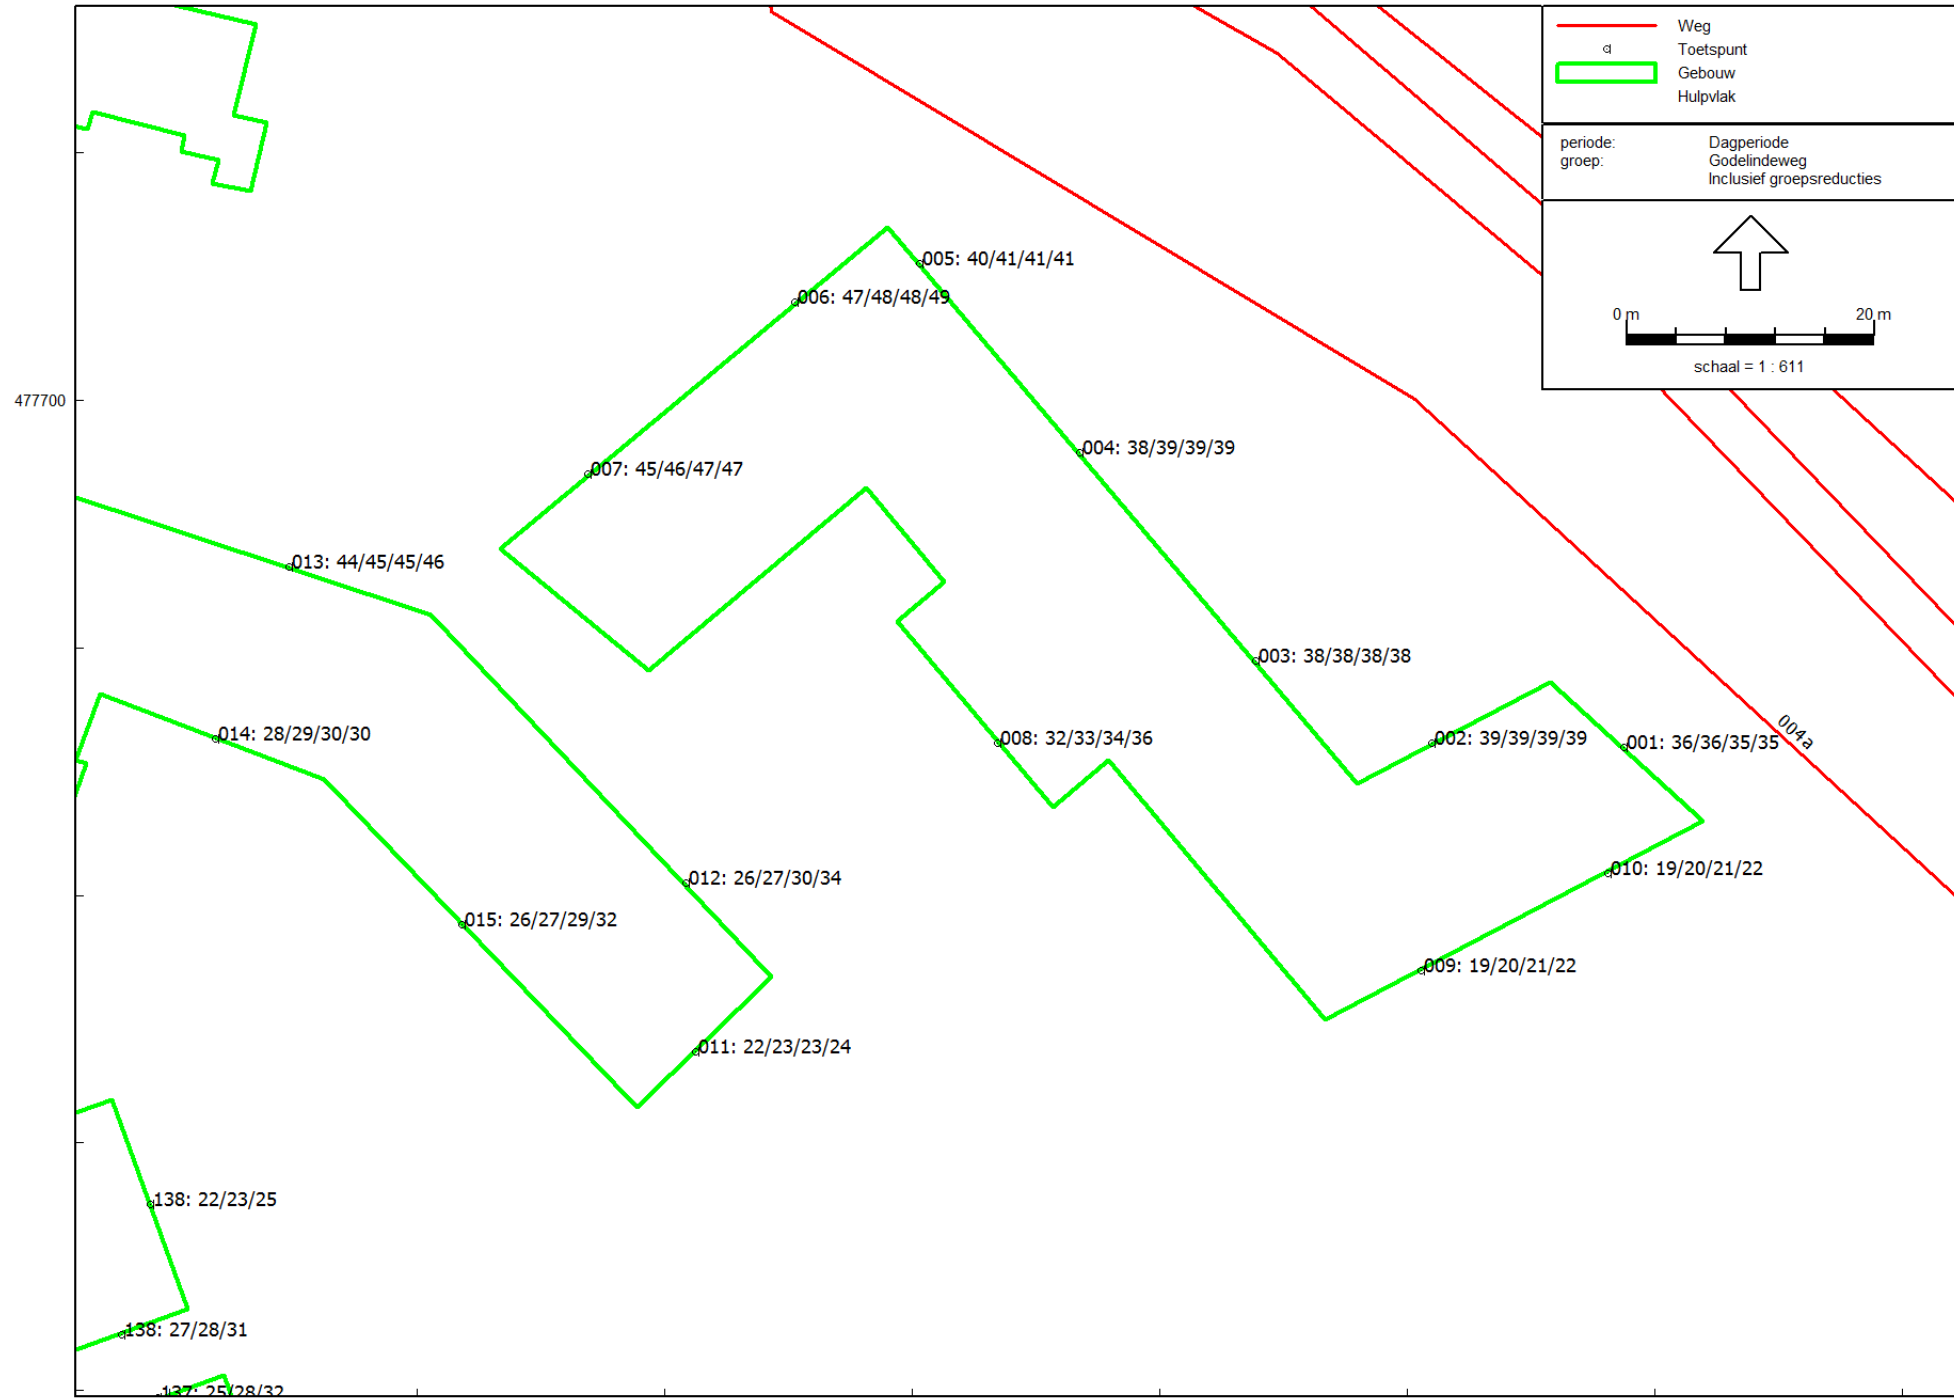 Weg
Toetspunt
Gebouw
Hulpvlak
periode: Dagperiode
groep: Godelindeweg
Inclusief groepsreducties
0 m 20 m
schaal = 1 : 611
477700
005: 40/41/41/41
006: 47/48/48/49
004: 38/39/39/39
007: 45/46/47/47
013: 44/45/45/46
003: 38/38/38/38
014: 28/29/30/30
008: 32/33/34/36
002: 39/39/39/39
001: 36/36/35/35
004a
010: 19/20/21/22
012: 26/27/30/34
015: 26/27/29/32
009: 19/20/21/22
011: 22/23/23/24
138: 22/23/25
138: 27/28/31
137: 25/28/32